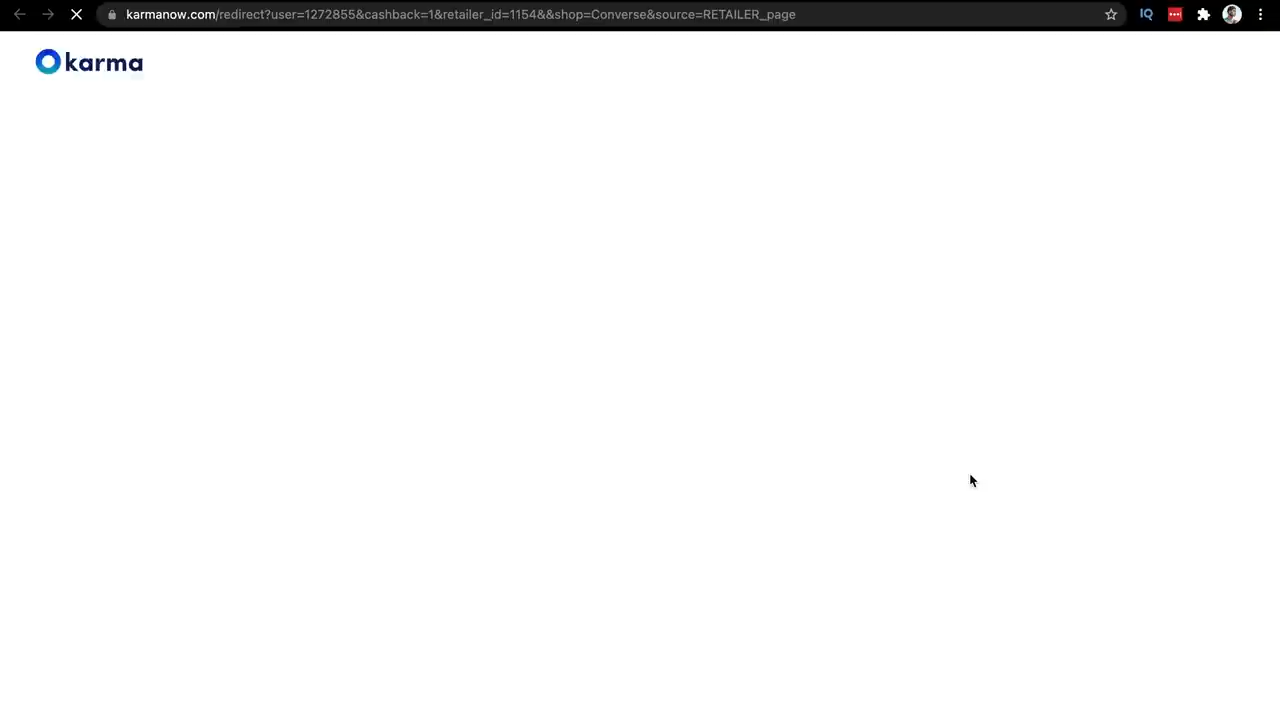 karmanow.com/redirect?user=1272855&cashback=1&retailer_id=1154&&shop=Converse&source=RETAILER_page
IQ
karma